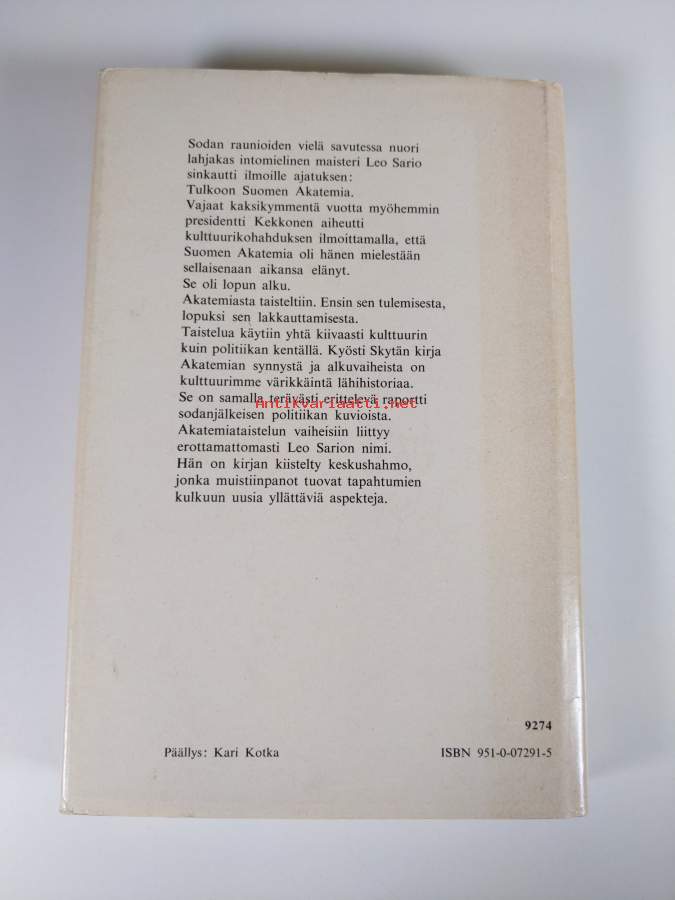 Sodan raunioiden vielä savutessa nuori
lahjakas intomielinen maisteri Leo Sario
sinkautti ilmoille ajatuksen:
Tulkoon Suomen Akatemia.
Vajaat kaksikymmentä vuotta myöhemmin
presidentti Kekkonen aiheutti
kulttuurikohahduksen ilmoittamalla, että
Suomen Akatemia oli hänen mielestään
sellaisenaan aikansa elänyt.
Se oli lopun alku.
Akatemiasta taisteltiin. Ensin sen tulemisesta,
lopuksi sen lakkauttamisesta.
Taistelua käytiin yhtä kiivaasti kulttuurin
kuin politiikan kentällä. Kyösti Skytän kirja
Akatemian synnystä ja alkuvaiheista on
kulttuurimme värikkäintä lähihistoriaa.
Se on samalla terävästi erittelevä raportti
Antikvariaatti.net
sodanjälkeisen politiikan kuvioista.
Akatemiataistelun vaiheisiin liittyy
erottamattomasti Leo Sarion nimi.
Hän on kirjan kiistelty keskushahmo,
jonka muistiinpanot tuovat tapahtumien
kulkuun uusia yllättäviä aspekteja.
9274
Päällys: Kari Kotka ISBN 951-0-07291-5